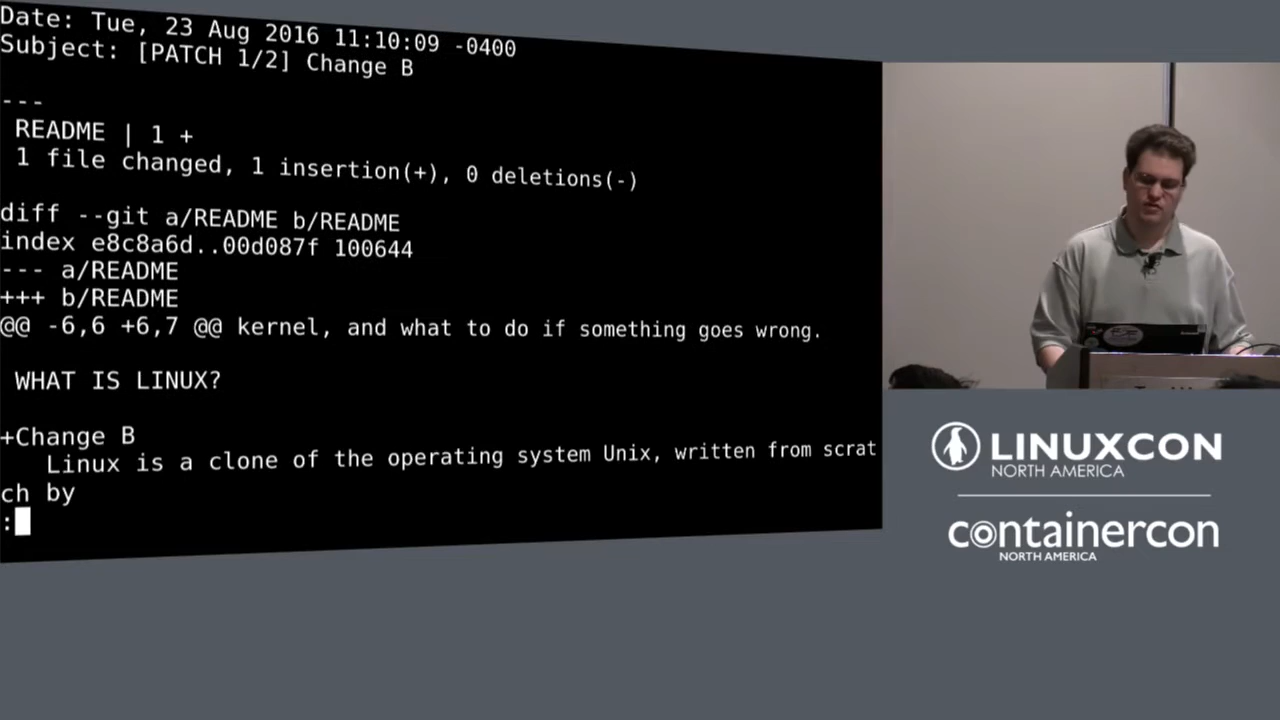 Date: Tue, 23 Aug 2016 11:10:09 -0400
Subject: [PATCH 1/2] Change B
---
README | 1 +
1 file changed, 1 insertion(+), 0 deletions(-)
diff --git a/README b/README
index e8c8a6d..00d087f 100644
--- a/README
+++ b/README
@@ -6,6 +6,7 @@ kernel, and what to do if something goes wrong.
WHAT IS LINUX?
+Change B
Linux is a clone of the operating system Unix, written from scrat
ch by
:
LINUXCON
NORTH AMERICA
containercon
NORTH AMERICA